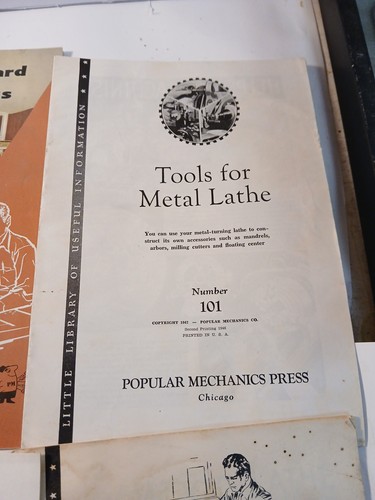 ard
s
LITTLE LIBRARY OF USEFUL INFORMATION
Tools for
Metal Lathe
You can use your metal-turning lathe to con-
struct its own accessories such as mandrels,
arbors, milling cutters and floating center
Number
101
COPYRIGHT 1941 — POPULAR MECHANICS CO.
Second Printing 1946
PRINTED IN U. S. A.
POPULAR MECHANICS PRESS
Chicago